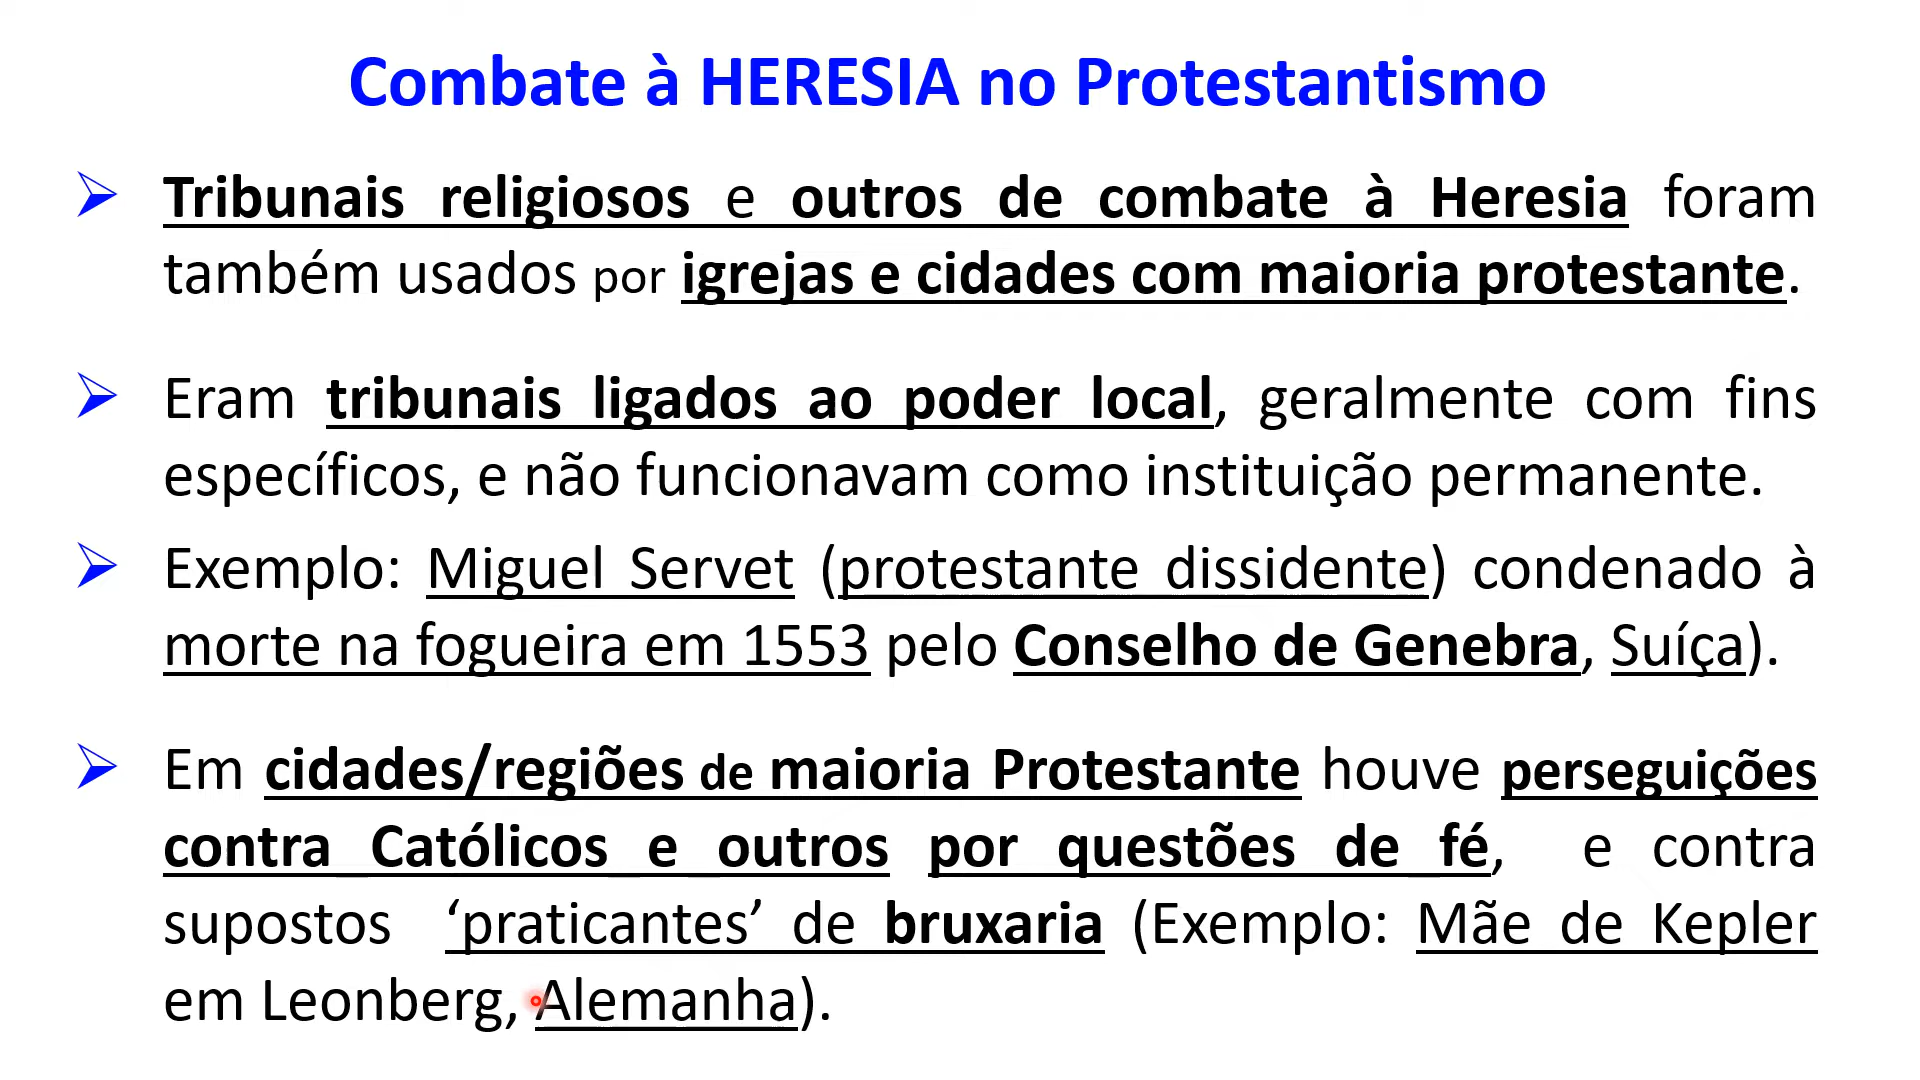 Combate à HERESIA no Protestantismo
Tribunais religiosos e outros de combate à Heresia foram
também usados por igrejas e cidades com maioria protestante.
Eram tribunais ligados ao poder local, geralmente com fins
específicos, e não funcionavam como instituição permanente.
Exemplo: Miguel Servet (protestante dissidente) condenado à
morte na fogueira em 1553 pelo Conselho de Genebra, Suíça).
Em cidades/regiões de maioria Protestante houve perseguições
contra Católicos e outros por questões de fé, e contra
supostos ‘praticantes’ de bruxaria (Exemplo: Mãe de Kepler
em Leonberg, Alemanha).